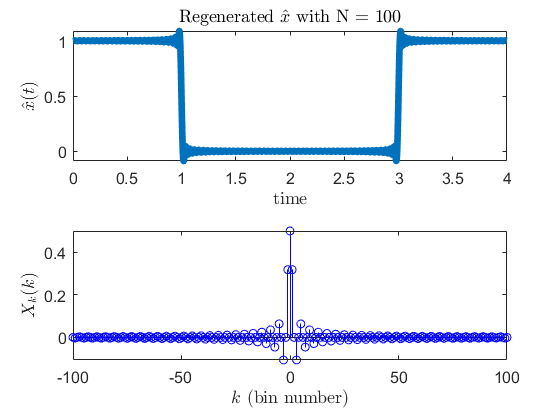 Regenerated x̂ with N = 100
x̂(t)
1
0.5
0
0 0.5 1 1.5 2 2.5 3 3.5 4
time
X_k(k)
0.4
0.2
0
-100 -50 0 50 100
k (bin number)